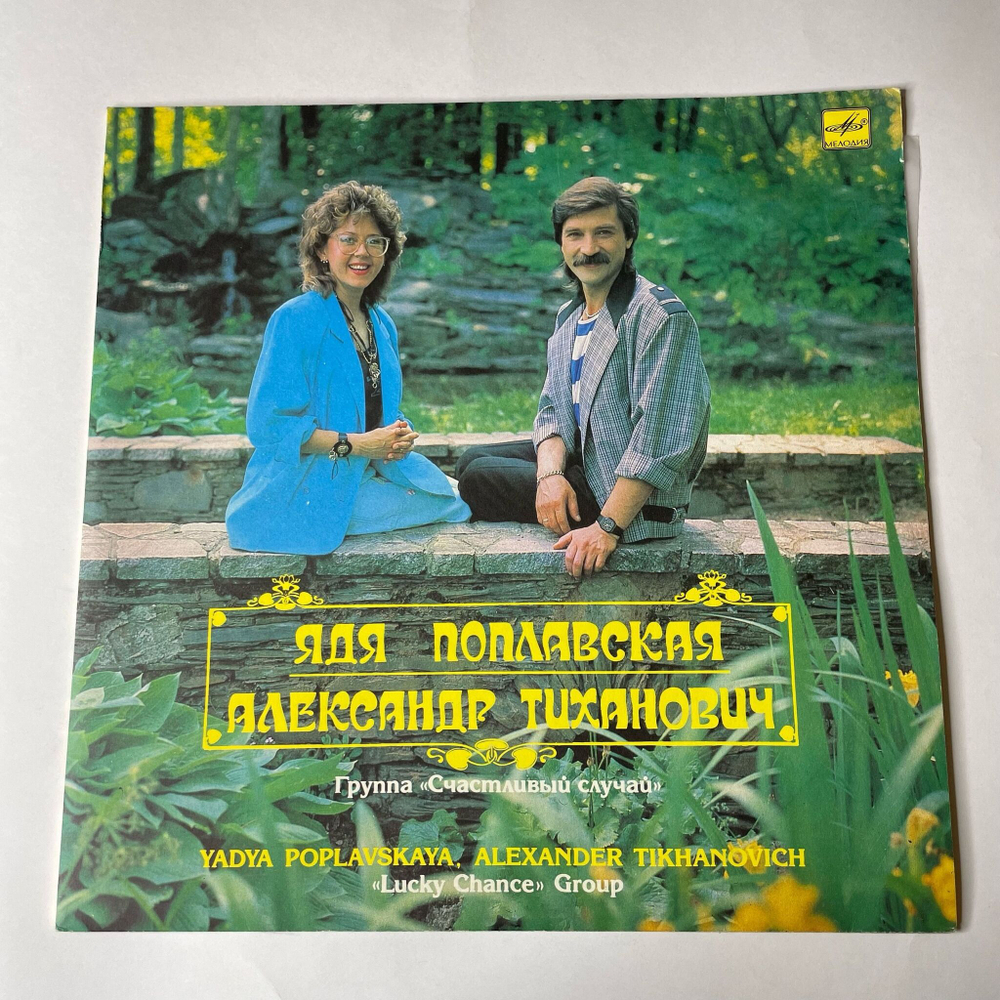 МЕЛОДИЯ
ЯДЯ ПОПЛАВСКАЯ
АЛЕКСАНДР ТИХАНОВИЧ
Группа «Счастливый случай»
YADYA POPLAVSKAYA, ALEXANDER TIKHANOVICH
«Lucky Chance» Group